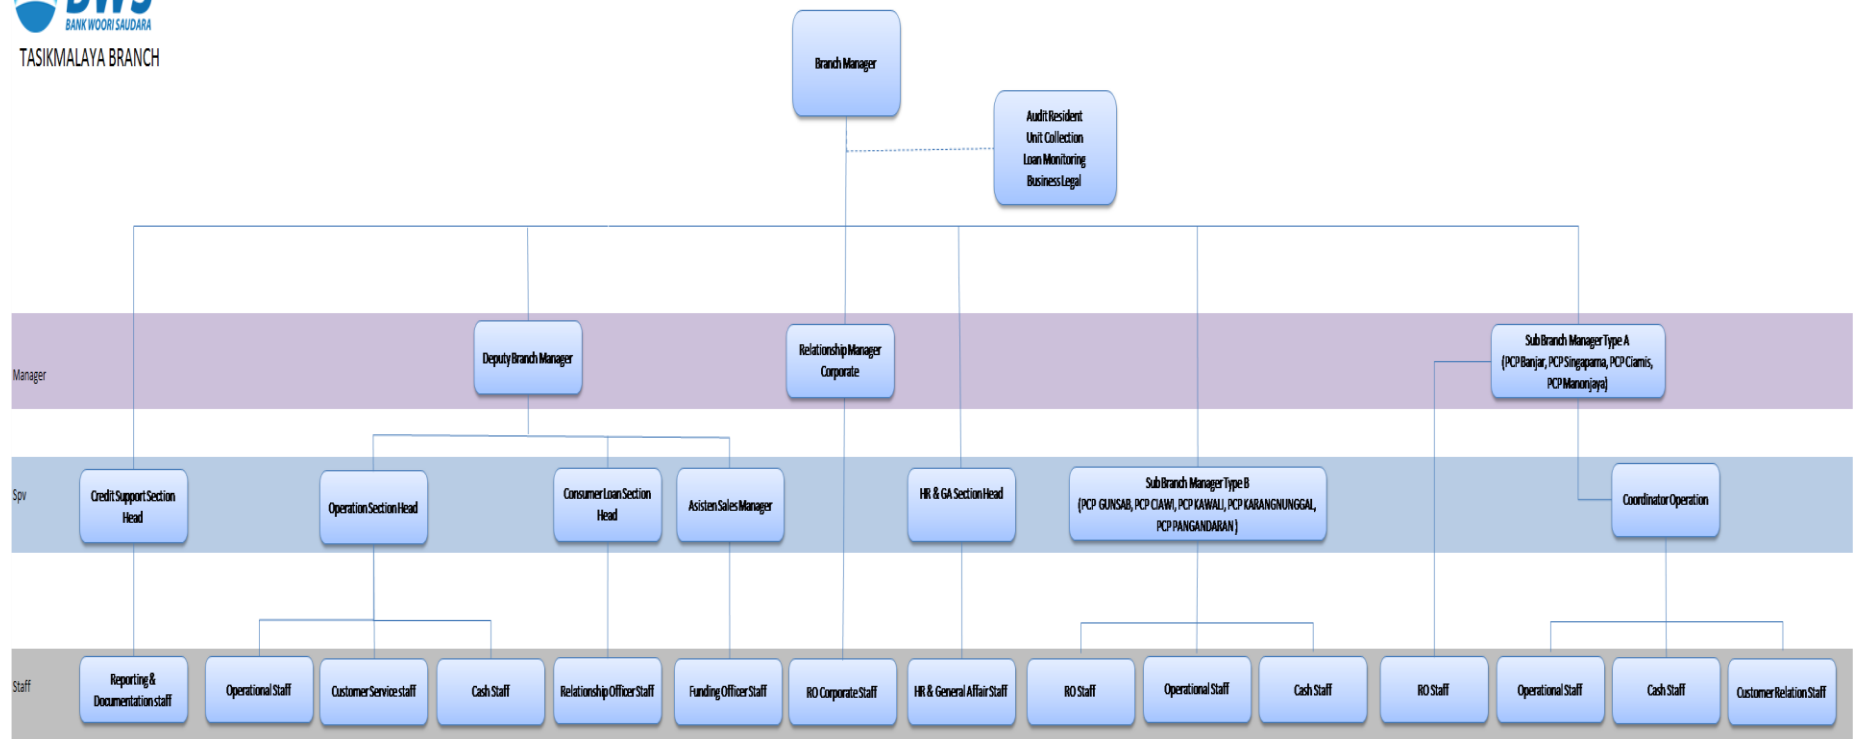 BWS
BANK WOORI SAUDARA
TASIKMALAYA BRANCH
Branch Manager
Audit Resident
Unit Collection
Loan Monitoring
Business Legal
Manager
Deputy Branch Manager
Relationship Manager
Corporate
Sub Branch Manager Type A
(PCP Banjar, PCP Singaparna, PCP Ciamis,
PCP Manonjaya)
Spv
Credit Support Section
Head
Operation Section Head
Consumer Loan Section
Head
Asisten Sales Manager
HR & GA Section Head
Sub Branch Manager Type B
(PCP GUNSAB, PCP CIAWI, PCP KAWALI, PCP KARANGNUNGGAL,
PCP PANGANDARAN )
Coordinator Operation
Staff
Reporting &
Documentation staff
Operational Staff
Customer Service staff
Cash Staff
Relationship Officer Staff
Funding Officer Staff
RO Corporate Staff
HR & General Affair Staff
RO Staff
Operational Staff
Cash Staff
RO Staff
Operational Staff
Cash Staff
Customer Relation Staff